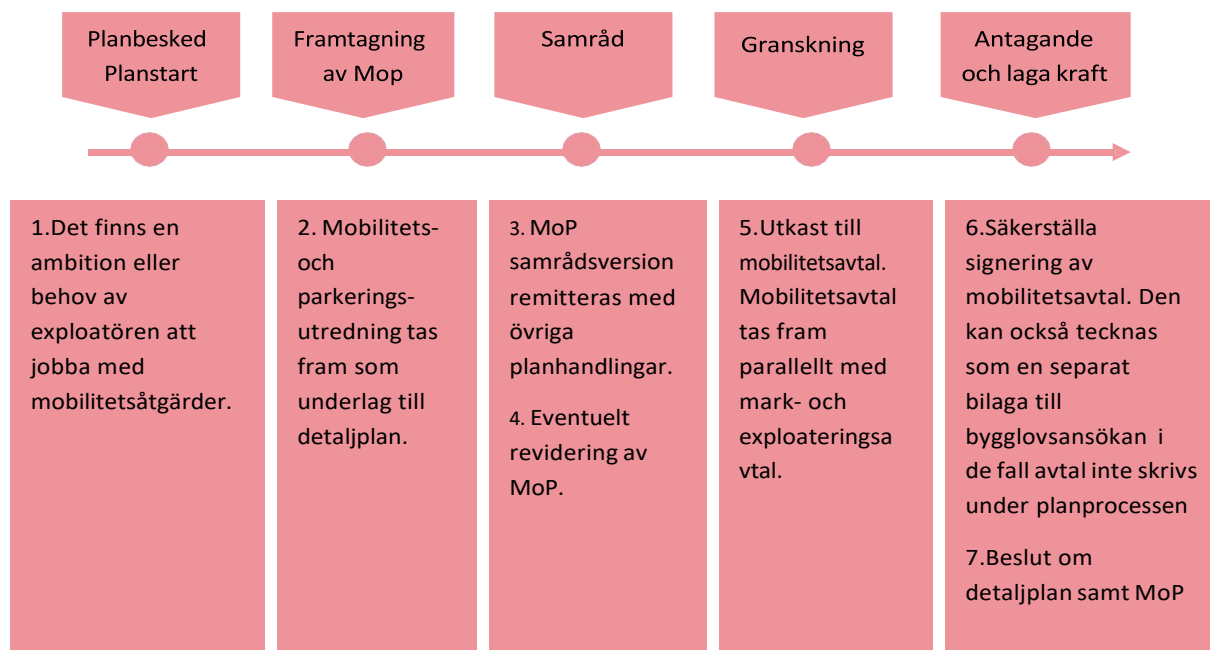 Planbesked
Planstart
Framtagning
av Mop
Samråd
Granskning
Antagande
och laga kraft
1.Det finns en
ambition eller
behov av
exploatören att
jobba med
mobilitetsåtgärder.
2. Mobilitets-
och
parkerings-
utredning tas
fram som
underlag till
detaljplan.
3. MoP
samrådsversion
remitteras med
övriga
planhandlingar.
4. Eventuelt
revidering av
MoP.
5.Utkast till
mobilitetsavtal.
Mobilitetsavtal
tas fram
parallellt med
mark- och
exploateringsa
vtal.
6.Säkerställa
signering av
mobilitetsavtal. Den
kan också tecknas
som en separat
bilaga till
bygglovsansökan i
de fall avtal inte skrivs
under planprocessen
7.Beslut om
detaljplan samt MoP